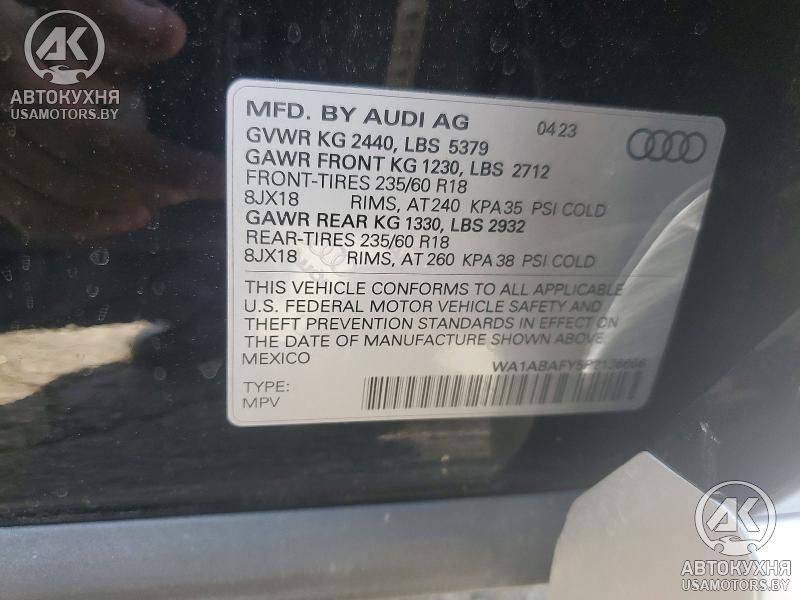 AK
АВТОКУХНЯ
USAMOTORS.BY
MFD. BY AUDI AG 04 23
GVWR KG 2440, LBS 5379
GAWR FRONT KG 1230, LBS 2712
FRONT-TIRES 235/60 R18
8JX18 RIMS, AT 240 KPA 35 PSI COLD
GAWR REAR KG 1330, LBS 2932
REAR-TIRES 235/60 R18
8JX18 RIMS, AT 260 KPA 38 PSI COLD
THIS VEHICLE CONFORMS TO ALL APPLICABLE
U.S. FEDERAL MOTOR VEHICLE SAFETY AND
THEFT PREVENTION STANDARDS IN EFFECT ON
THE DATE OF MANUFACTURE SHOWN ABOVE
MEXICO
TYPE:
MPV
AK
АВТОКУХНЯ
USAMOTORS.BY